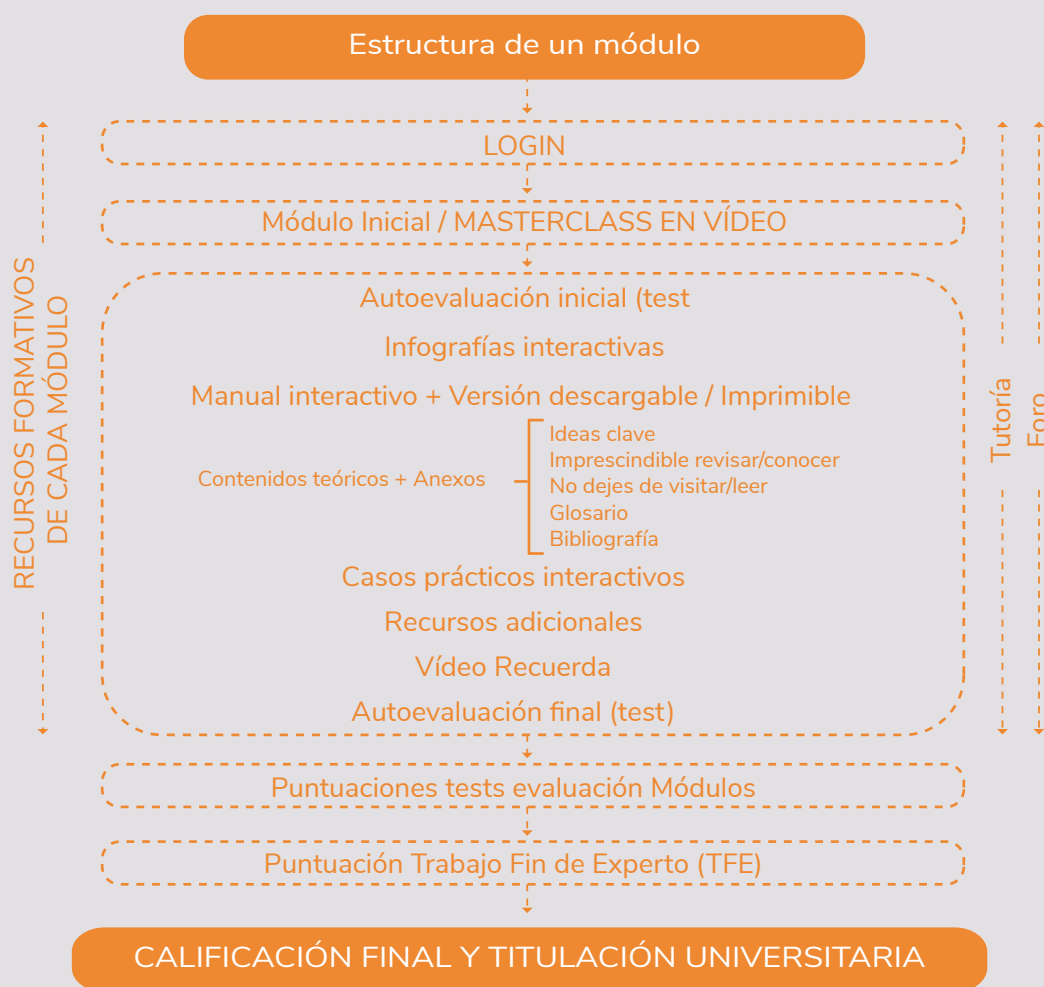 Estructura de un módulo
LOGIN
Módulo Inicial / MASTERCLASS EN VÍDEO
RECURSOS FORMATIVOS
DE CADA MÓDULO
Autoevaluación inicial (test
Infografías interactivas
Manual interactivo + Versión descargable / Imprimible
Contenidos teóricos + Anexos
Ideas clave
Imprescindible revisar/conocer
No dejes de visitar/leer
Glosario
Bibliografía
Casos prácticos interactivos
Recursos adicionales
Vídeo Recuerda
Autoevaluación final (test)
Tutoría
Foro
Puntuaciones tests evaluación Módulos
Puntuación Trabajo Fin de Experto (TFE)
CALIFICACIÓN FINAL Y TITULACIÓN UNIVERSITARIA